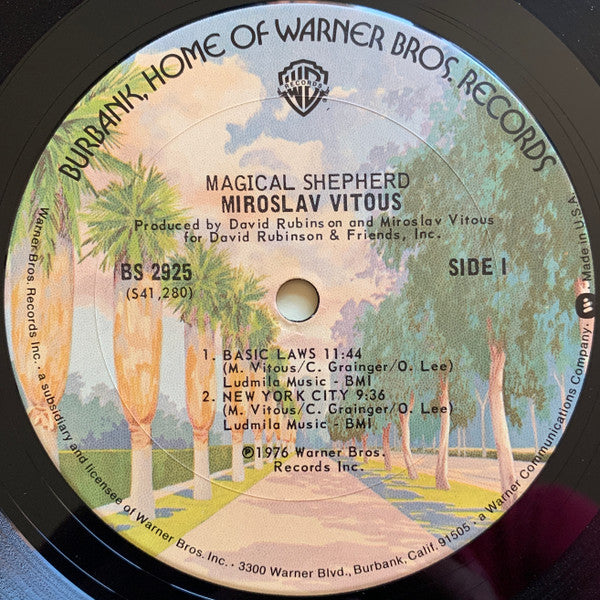 BURBANK, HOME OF WARNER BROS. RECORDS
RECORDS
MAGICAL SHEPHERD
MIROSLAV VITOUS
Produced by David Rubinson and Miroslav Vitous
for David Rubinson & Friends, Inc.
BS 2925
SIDE I
(S41,280)
1. BASIC LAWS 11:44
(M. Vitous/C. Grainger/O. Lee)
Ludmila Music - BMI
2. NEW YORK CITY 9:36
(M. Vitous/C. Grainger/O. Lee)
Ludmila Music - BMI
℗1976 Warner Bros.
Records Inc.
Warner Bros. Records Inc. • a subsidiary and licensee of Warner Bros. Inc. • 3300 Warner Blvd., Burbank, Calif. 91505 • a Warner Communications Company. • Made in U.S.A.